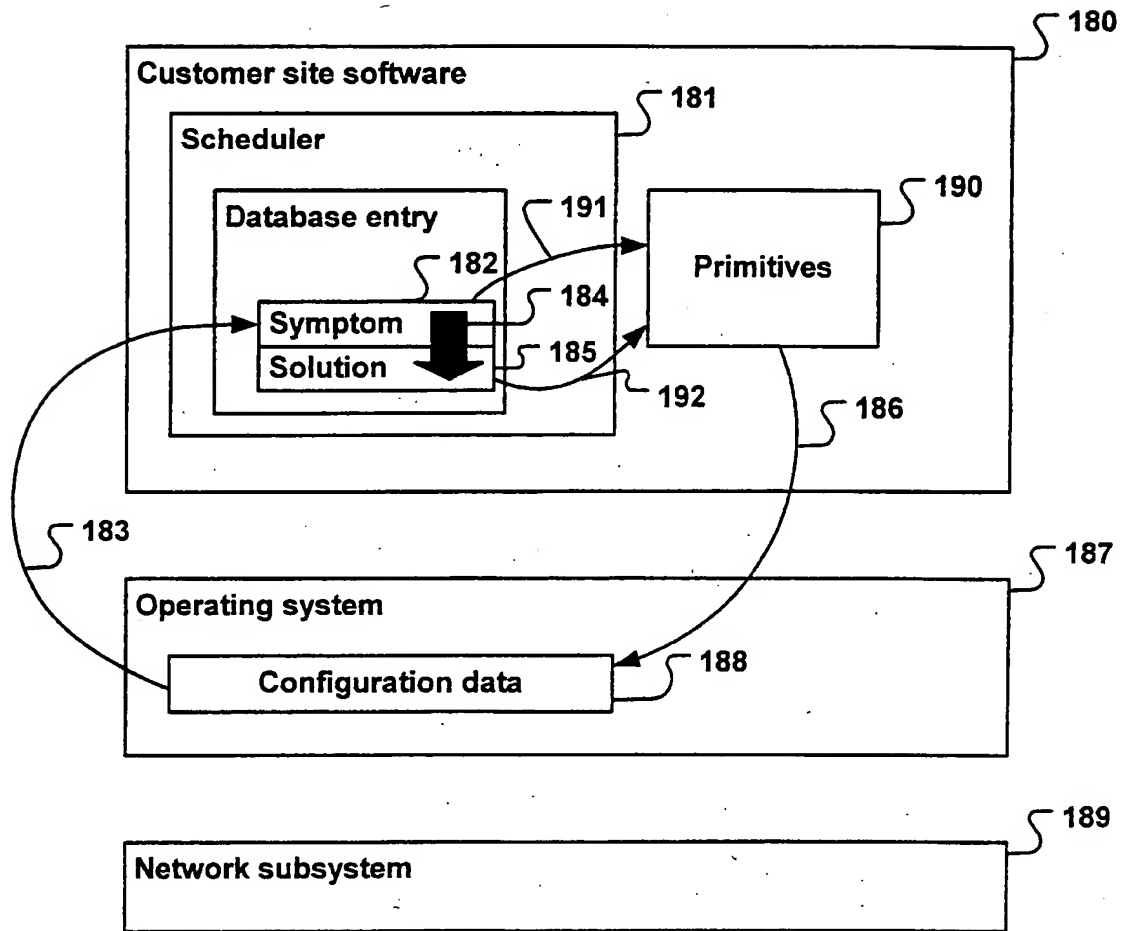 180
Customer site software
181
Scheduler
190
Database entry
191
182
Primitives
Symptom
184
Solution
185
192
186
183
187
Operating system
188
Configuration data
189
Network subsystem